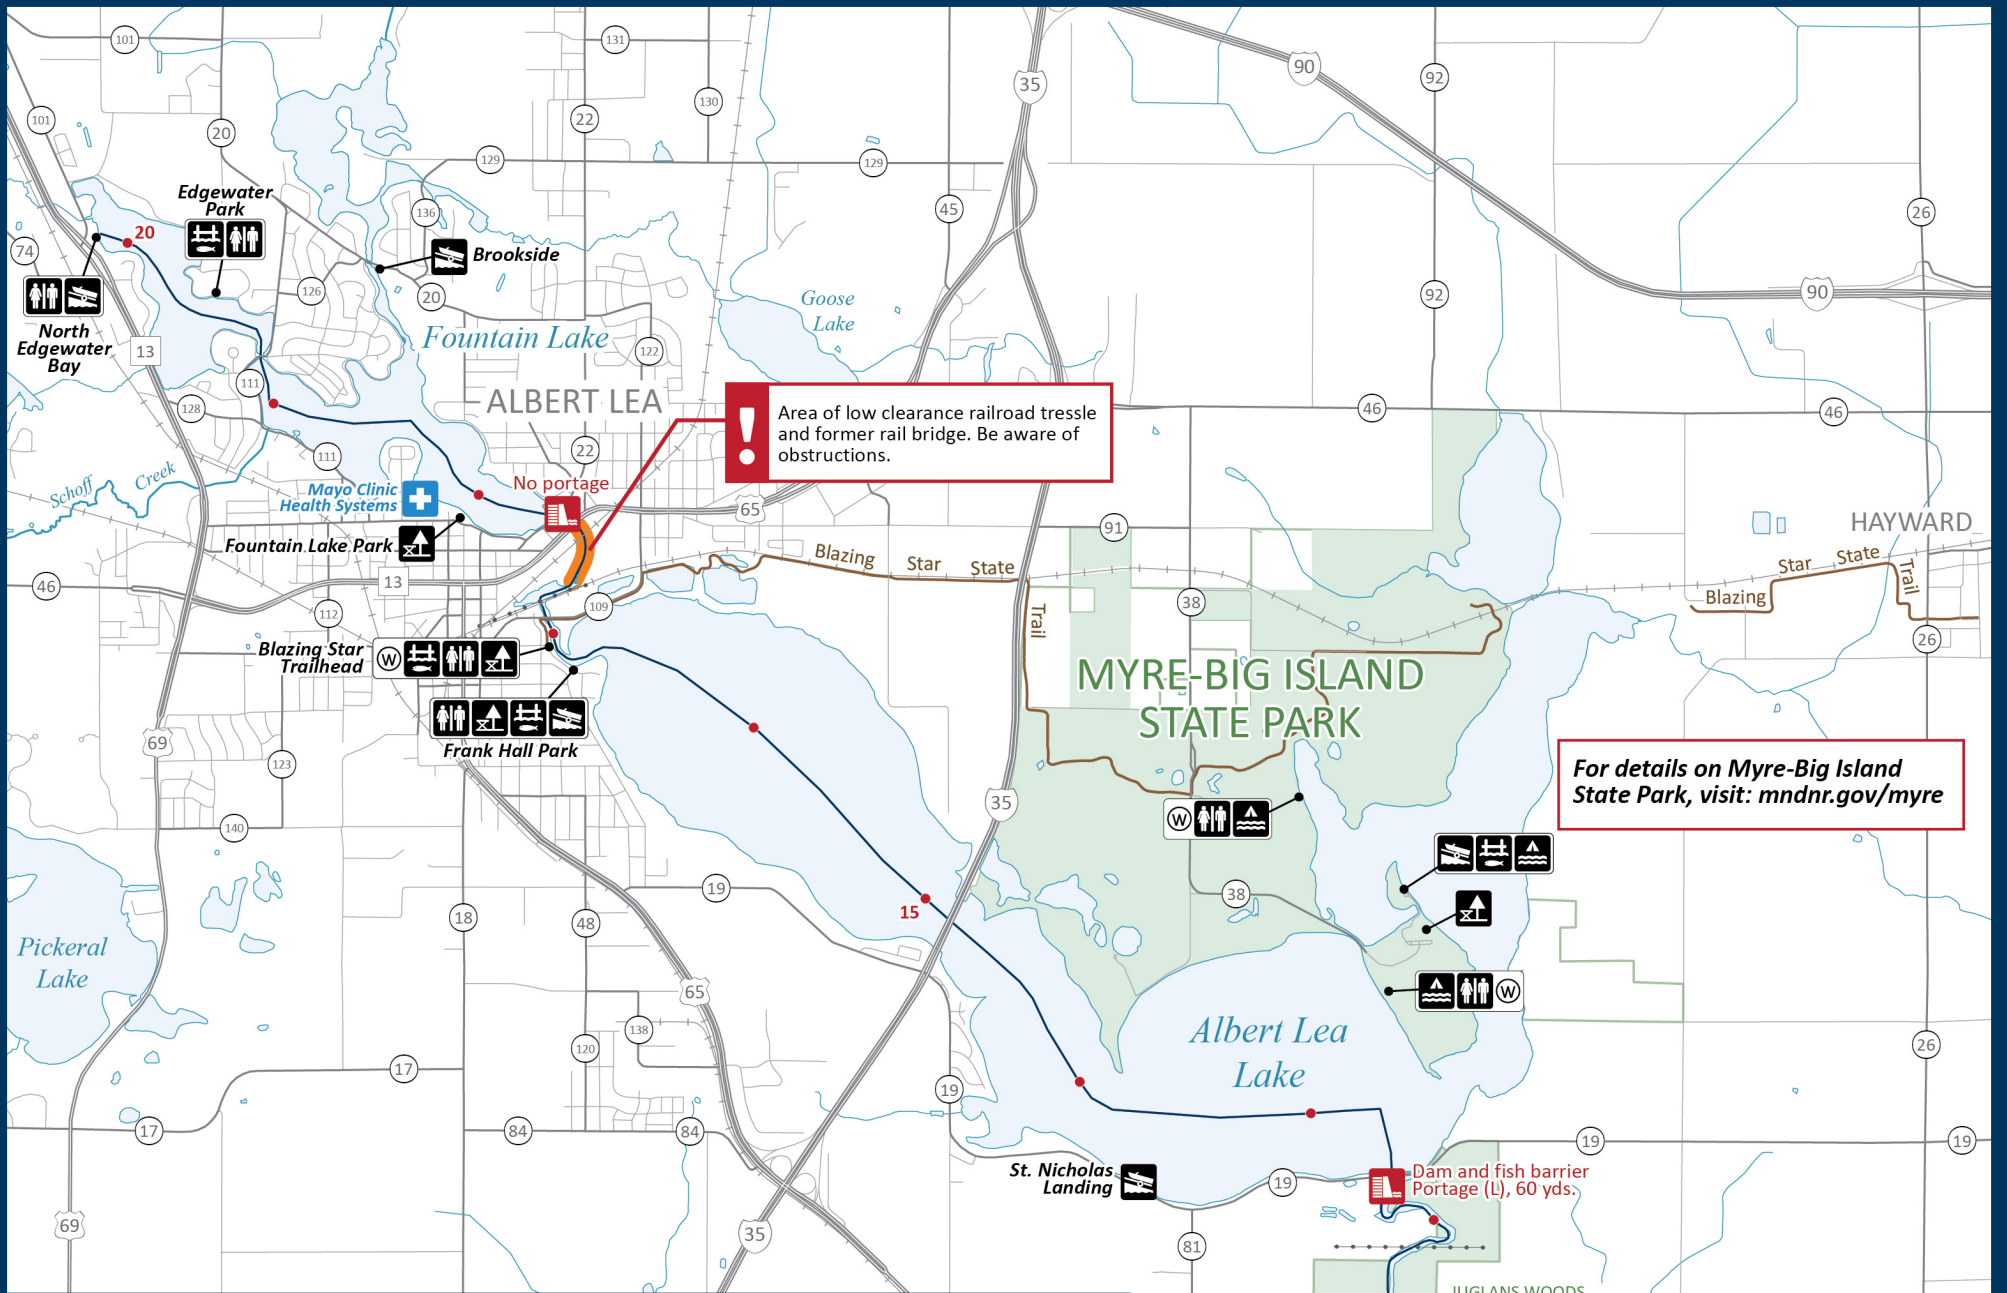 101
131
90
92
35
101
20
22
130
129
129
Edgewater
Park
136
45
26
20
74
Brookside
126
20
92
90
Goose
Lake
North
Edgewater
Bay
13
Fountain Lake
122
111
128
ALBERT LEA
Area of low clearance railroad tressle
and former rail bridge. Be aware of
obstructions.
46
46
22
111
Schoff
Creek
Mayo Clinic
Health Systems
No portage
65
91
HAYWARD
Fountain Lake Park
Blazing
Star
State
Trail
Blazing
Star
State
Trail
46
13
112
109
38
26
Blazing Star
Trailhead
W
MYRE-BIG ISLAND
STATE PARK
Frank Hall Park
69
123
For details on Myre-Big Island
State Park, visit: mndnr.gov/myre
35
W
140
19
15
38
18
48
Pickeral
Lake
65
W
138
120
Albert Lea
Lake
26
17
19
17
84
84
19
19
St. Nicholas
Landing
19
Dam and fish barrier
Portage (L), 60 yds.
69
35
81
JUGLANS WOODS